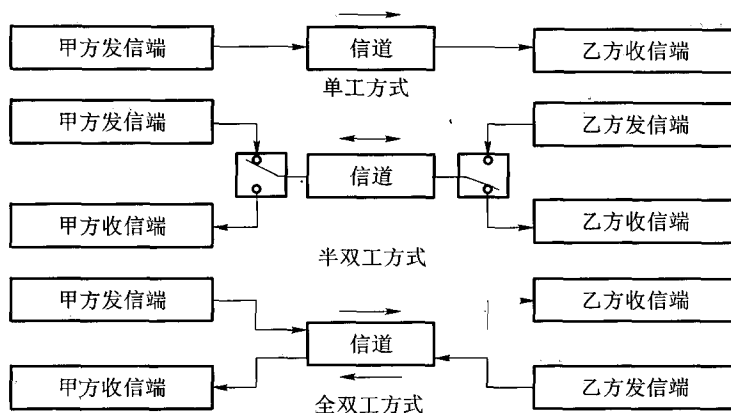 甲方发信端 信道 乙方收信端
单工方式
甲方发信端 乙方发信端
信道
甲方收信端 乙方收信端
半双工方式
甲方发信端 乙方收信端
信道
甲方收信端 乙方发信端
全双工方式